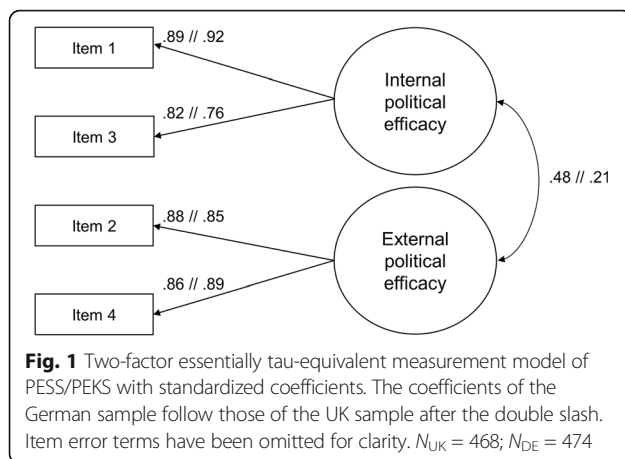 .89 // .92
Item 1
Internal
political
efficacy
.82 // .76
Item 3
.48 // .21
.88 // .85
Item 2
External
political
efficacy
.86 // .89
Item 4
Fig. 1 Two-factor essentially tau-equivalent measurement model of
PESS/PEKS with standardized coefficients. The coefficients of the
German sample follow those of the UK sample after the double slash.
Item error terms have been omitted for clarity. NUK = 468; NDE = 474